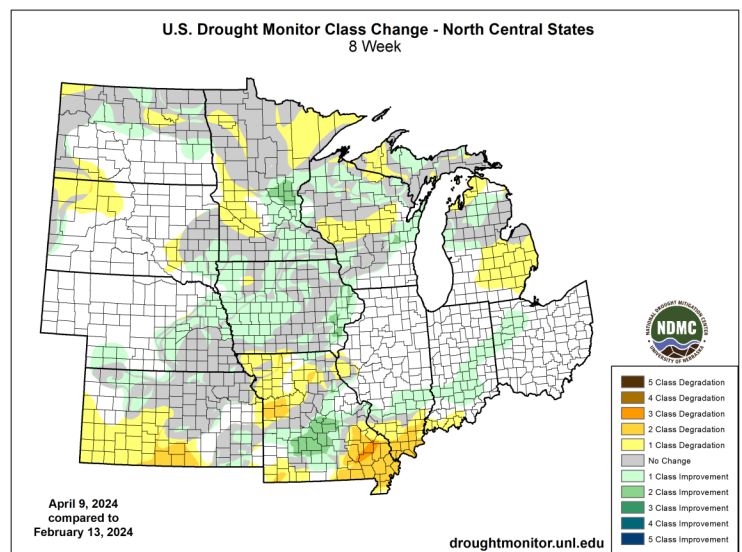 U.S. Drought Monitor Class Change - North Central States
8 Week
NATIONAL DROUGHT MITIGATION CENTER
NDMC
UNIVERSITY OF NEBRASKA
5 Class Degradation
4 Class Degradation
3 Class Degradation
2 Class Degradation
1 Class Degradation
No Change
1 Class Improvement
2 Class Improvement
3 Class Improvement
4 Class Improvement
5 Class Improvement
April 9, 2024
compared to
February 13, 2024
droughtmonitor.unl.edu